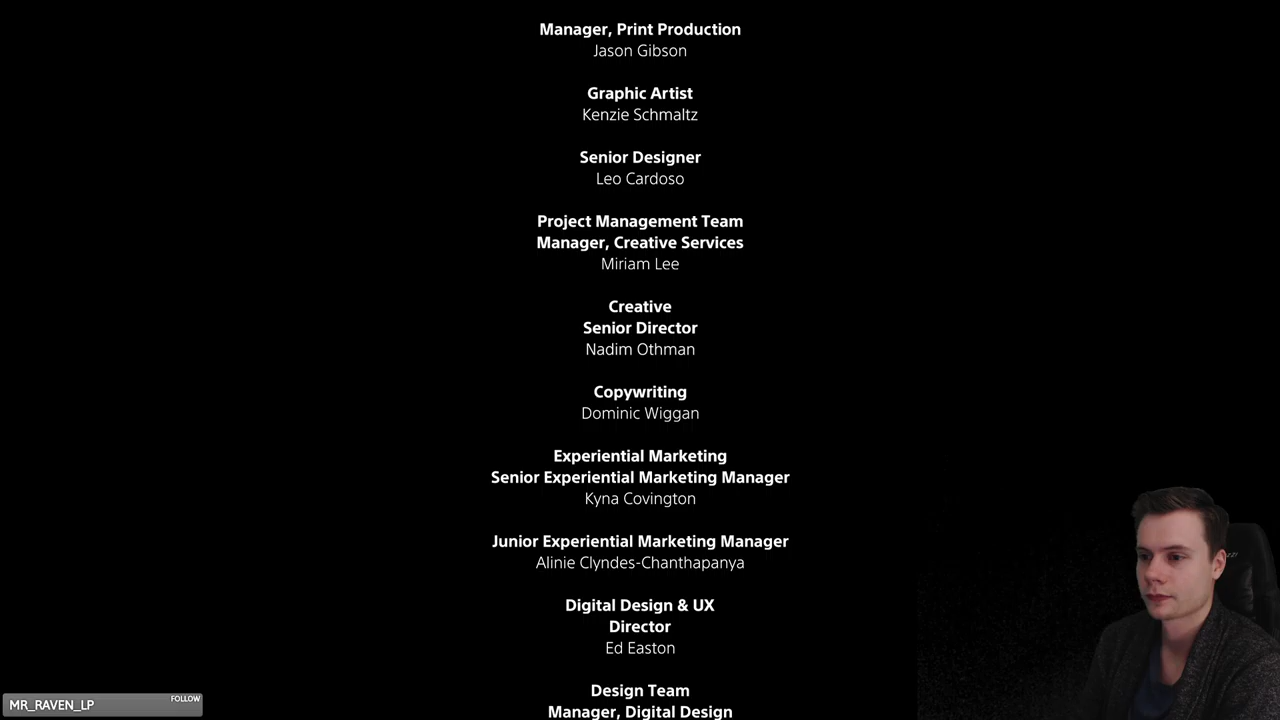 Manager, Print Production
Jason Gibson
Graphic Artist
Kenzie Schmaltz
Senior Designer
Leo Cardoso
Project Management Team
Manager, Creative Services
Miriam Lee
Creative
Senior Director
Nadim Othman
Copywriting
Dominic Wiggan
Experiential Marketing
Senior Experiential Marketing Manager
Kyna Covington
Junior Experiential Marketing Manager
Alinie Clyndes-Chanthapanya
Digital Design & UX
Director
Ed Easton
Design Team
Manager, Digital Design
MR_RAVEN_LP
FOLLOW